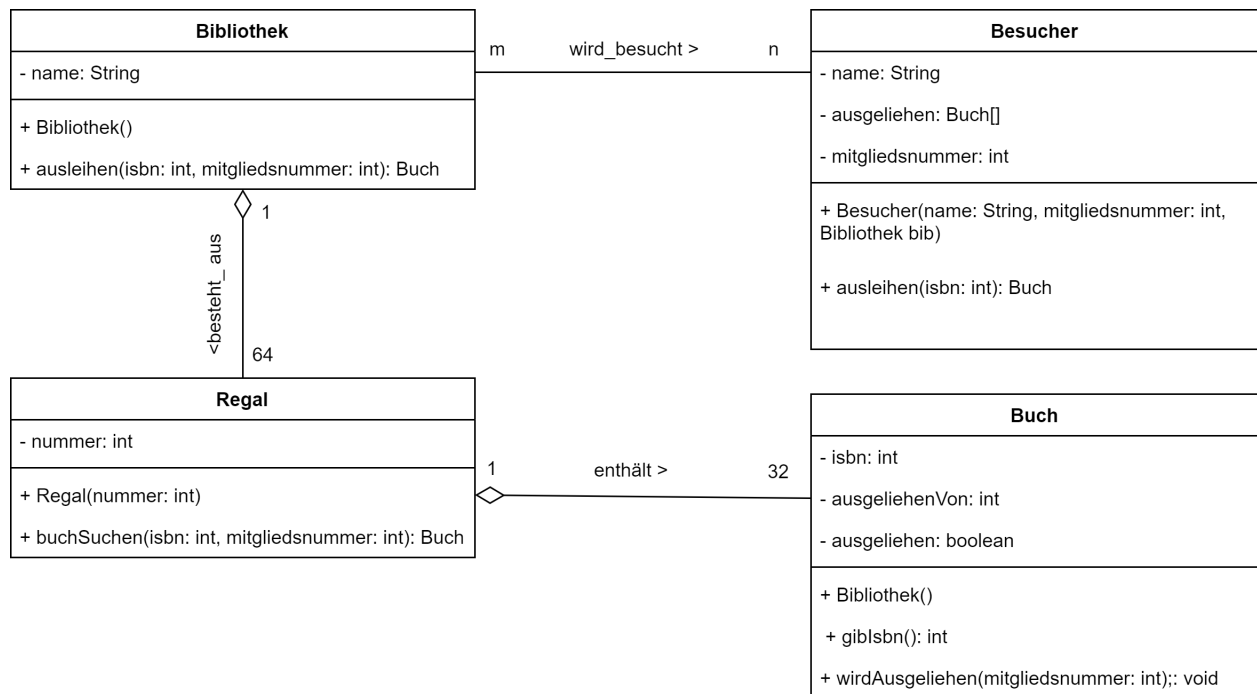 Bibliothek
- name: String
+ Bibliothek()
+ ausleihen(isbn: int, mitgliedsnummer: int): Buch
m
wird_besucht >
n
Besucher
- name: String
- ausgeliehen: Buch[]
- mitgliedsnummer: int
+ Besucher(name: String, mitgliedsnummer: int,
Bibliothek bib)
+ ausleihen(isbn: int): Buch
1
<besteht_ aus
64
Regal
- nummer: int
+ Regal(nummer: int)
+ buchSuchen(isbn: int, mitgliedsnummer: int): Buch
1
enthält >
32
Buch
- isbn: int
- ausgeliehenVon: int
- ausgeliehen: boolean
+ Bibliothek()
+ gibIsbn(): int
+ wirdAusgeliehen(mitgliedsnummer: int);: void